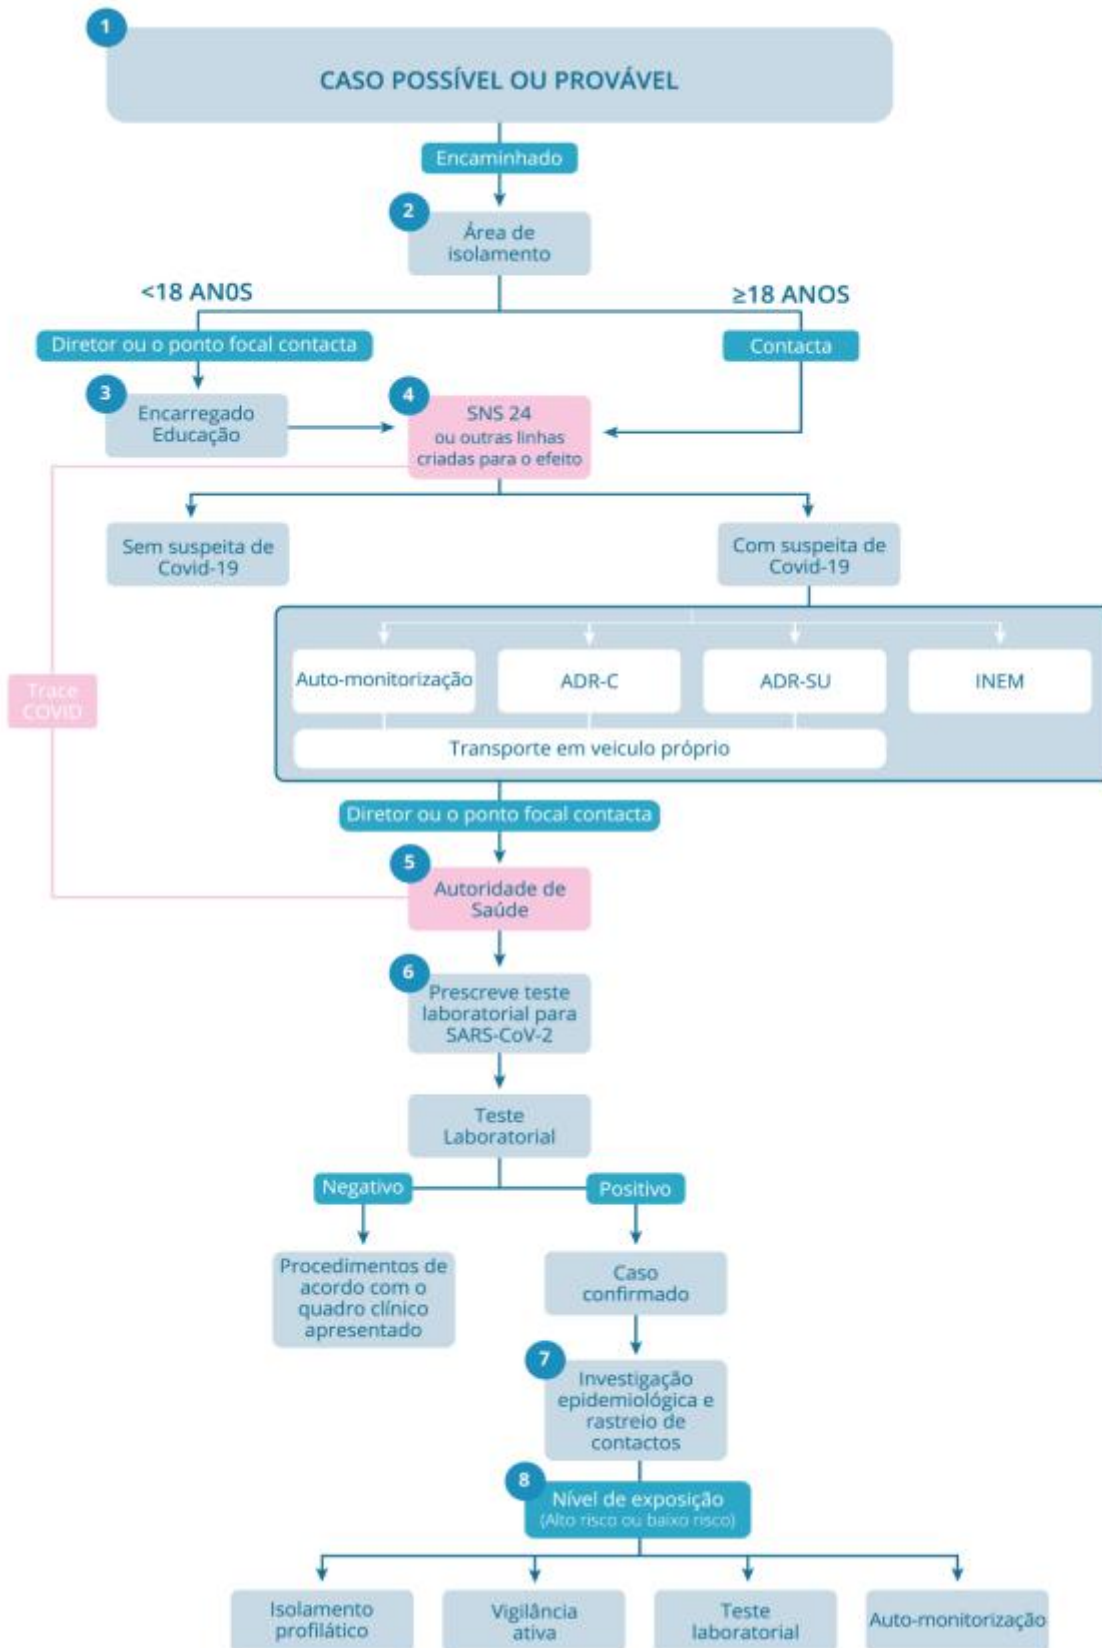 1
CASO POSSÍVEL OU PROVÁVEL
Encaminhado
2
Área de
isolamento
<18 AN0S
≥18 ANOS
Diretor ou o ponto focal contacta
Contacta
3
Encarregado
Educação
4
SNS 24
ou outras linhas
criadas para o efeito
Sem suspeita de
Covid-19
Com suspeita de
Covid-19
Auto-monitorização
ADR-C
ADR-SU
INEM
Trace
COVID
Transporte em veiculo próprio
Diretor ou o ponto focal contacta
5
Autoridade de
Saúde
6
Prescreve teste
laboratorial para
SARS-CoV-2
Teste
Laboratorial
Negativo
Positivo
Procedimentos de
acordo com o
quadro clínico
apresentado
Caso
confirmado
7
Investigação
epidemiológica e
rastreio de
contactos
8
Nível de exposição
(Alto risco ou baixo risco)
Isolamento
profilático
Vigilância
ativa
Teste
laboratorial
Auto-monitorização